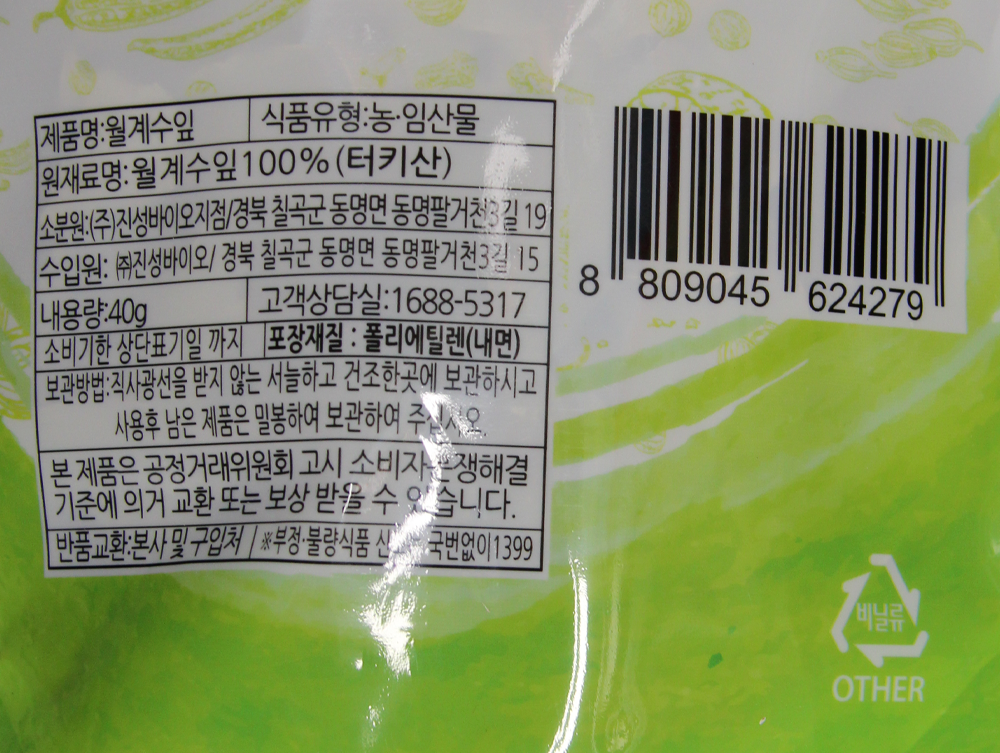 제품명:월계수잎 식품유형:농·임산물
원재료명: 월계수잎 100% (터키산)
소분원:(주)진성바이오지점/경북 칠곡군 동명면 동명팔거천3길 19
수입원: ㈜진성바이오/ 경북 칠곡군 동명면 동명팔거천3길 15
내용량:40g 고객상담실:1688-5317
소비기한 상단표기일 까지 포장재질 : 폴리에틸렌(내면)
보관방법:직사광선을 받지 않는 서늘하고 건조한곳에 보관하시고
사용후 남은 제품은 밀봉하여 보관하여
본 제품은 공정거래위원회 고시
기준에 의거 교환 또는 보상 받을 수
반품교환:본사 및 구입처 / ※부정·불량식품 국번없이1399
8 809045 624279
비닐류
OTHER